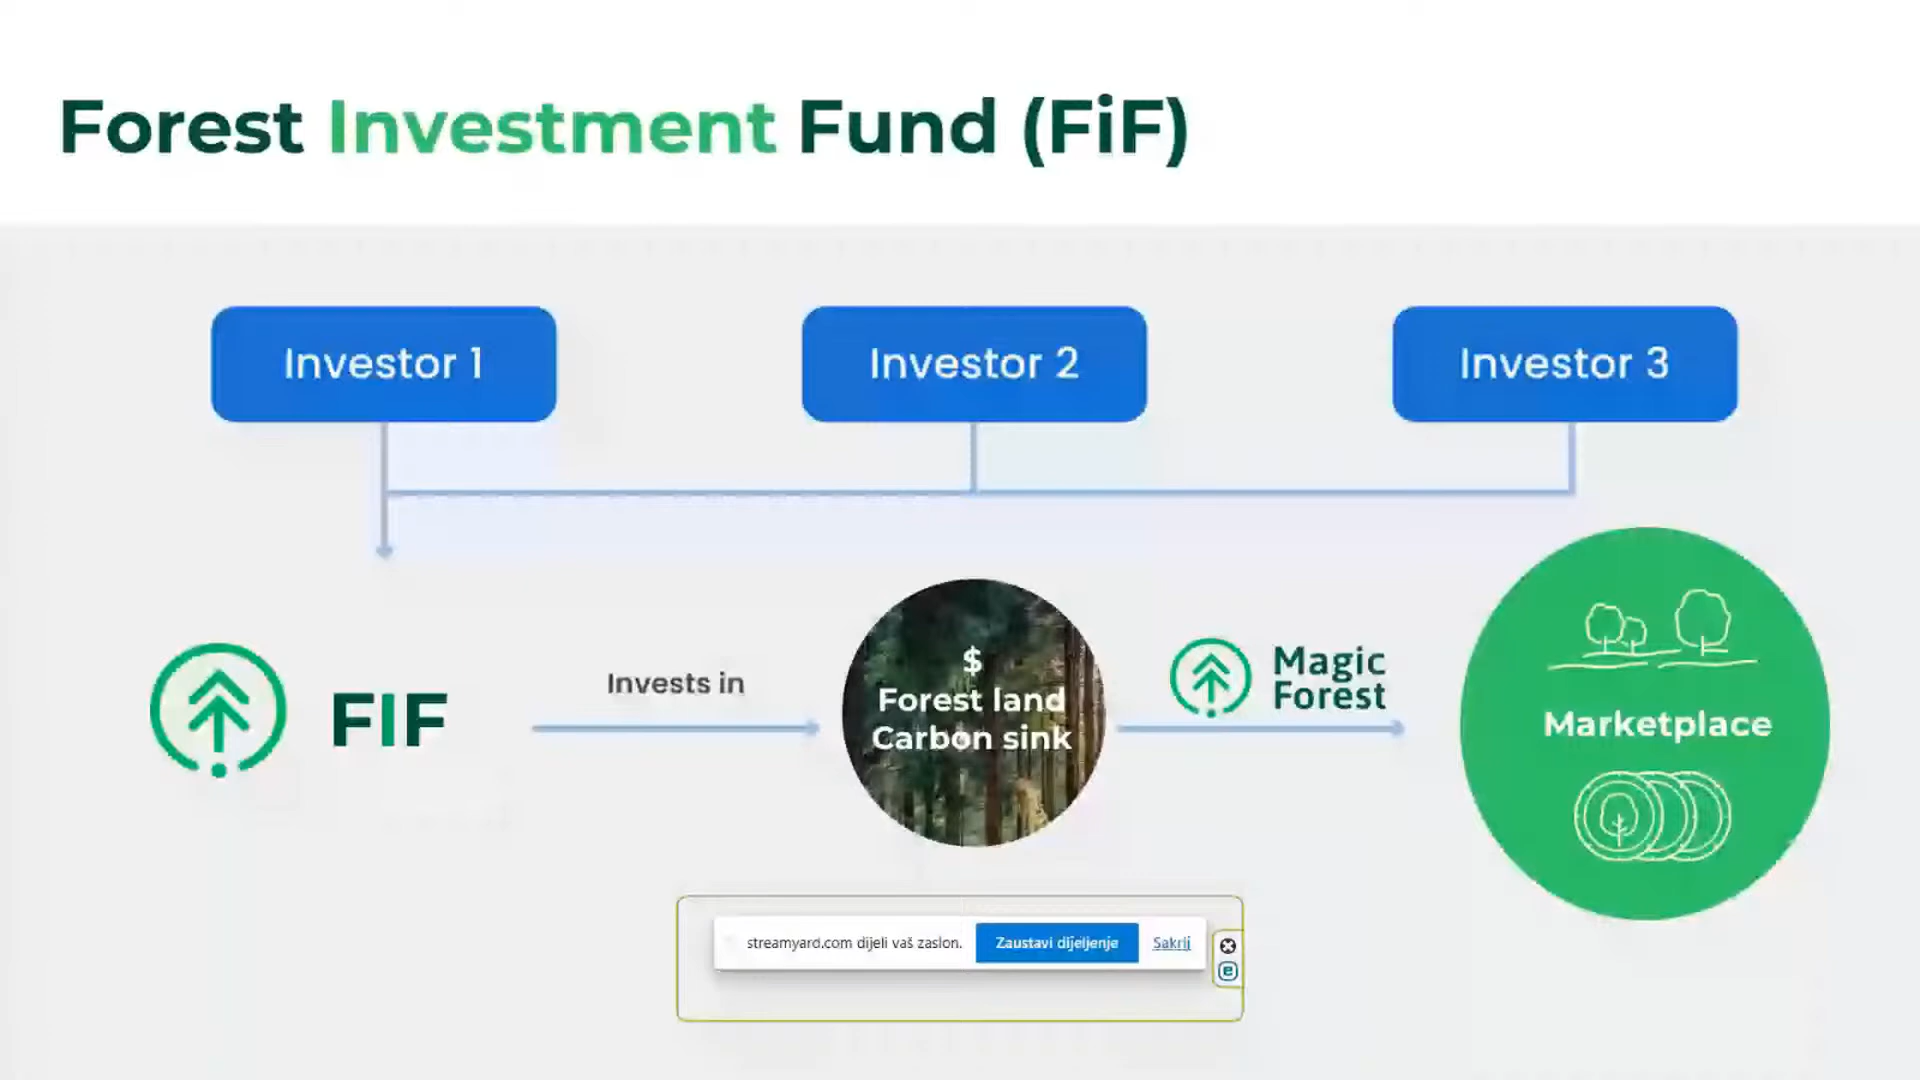 Forest Investment Fund (FiF)
Investor 1
Investor 2
Investor 3
FIF
Invests in
$
Forest land
Carbon sink
Magic
Forest
Marketplace
streamyard.com dijeli vaš zaslon.
Zaustavi dijeljenje
Sakrij